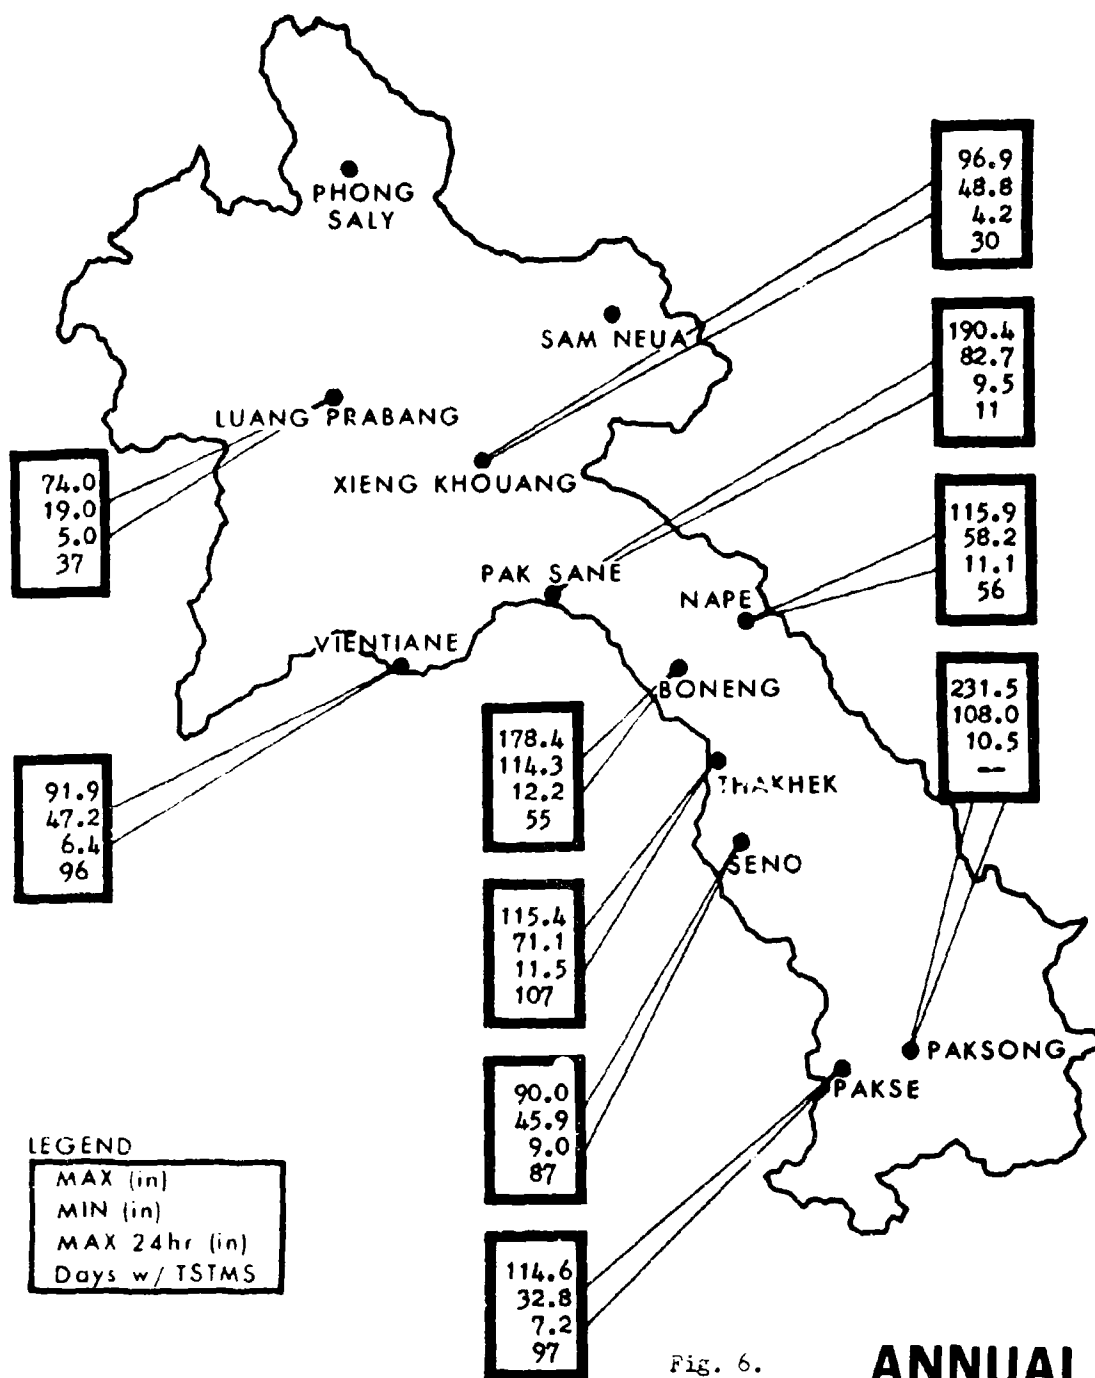 PHONG
SALY
96.9
48.8
4.2
30
SAM NEUA
190.4
82.7
9.5
11
LUANG PRABANG
XIENG KHOUANG
74.0
19.0
5.0
37
115.9
58.2
11.1
56
PAK SANE
NAPE
VIENTIANE
BONENG
231.5
108.0
10.5
—
178.4
114.3
12.2
55
THAKHEK
91.9
47.2
6.4
96
SENO
115.4
71.1
11.5
107
PAKSONG
PAKSE
90.0
45.9
9.0
87
LEGEND
MAX (in)
MIN (in)
MAX 24hr (in)
Days w/ TSTMS
114.6
32.8
7.2
97
Fig. 6.
ANNUAL